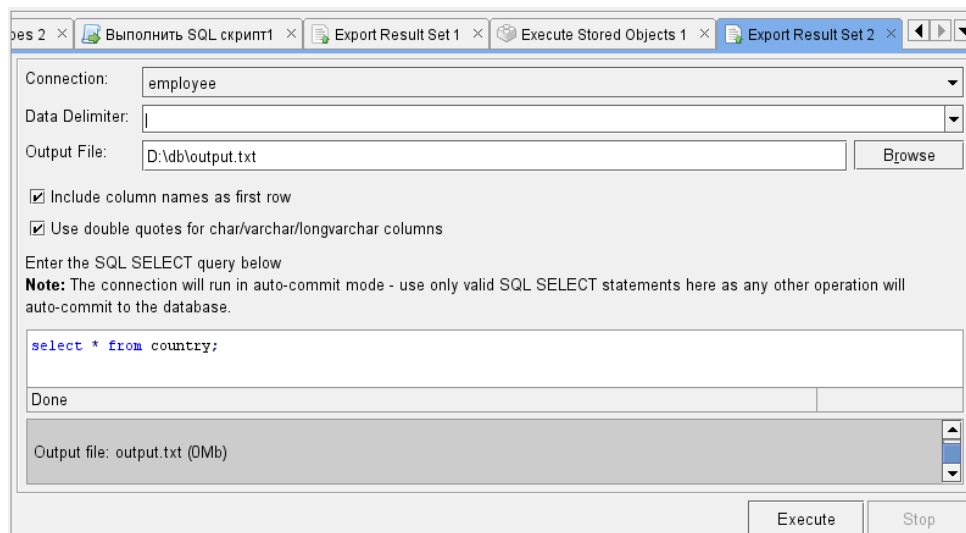 pes 2 Выполнить SQL скрипт1 Export Result Set 1 Execute Stored Objects 1 Export Result Set 2
Connection: employee
Data Delimiter: |
Output File: D:\db\output.txt Browse
Include column names as first row
Use double quotes for char/varchar/longvarchar columns
Enter the SQL SELECT query below
Note: The connection will run in auto-commit mode - use only valid SQL SELECT statements here as any other operation will
auto-commit to the database.
select * from country;
Done
Output file: output.txt (0Mb)
Execute Stop